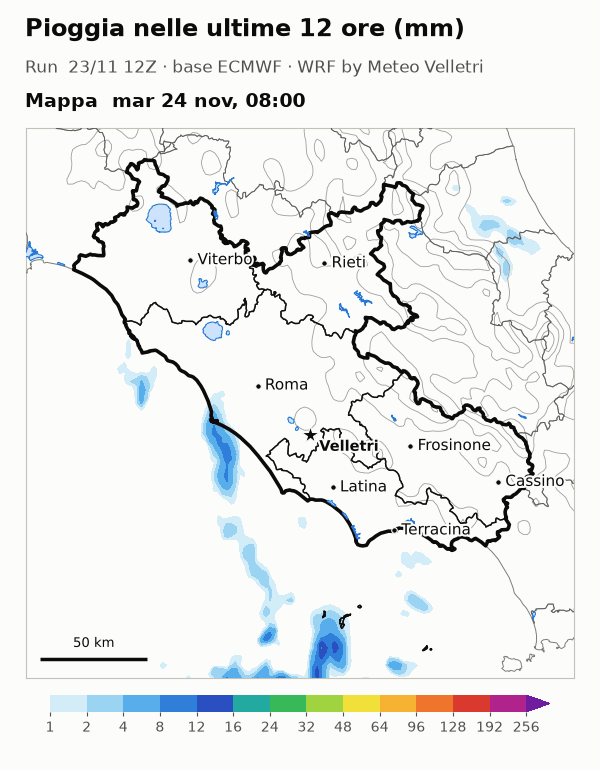 Pioggia nelle ultime 12 ore (mm)
Run  23/11 12Z · base ECMWF · WRF by Meteo Velletri
Mappa  mar 24 nov, 08:00
Viterbo
Rieti
Roma
Velletri
Frosinone
Latina
Cassino
Terracina
50 km
1 2 4 8 12 16 24 32 48 64 96 128 192 256